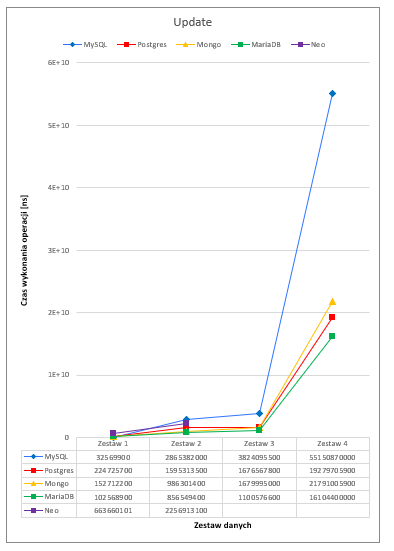 Update
MySQL Postgres Mongo MariaDB Neo
6E+10
5E+10
4E+10
3E+10
2E+10
1E+10
0
Czas wykonania operacji [ns]
Zestaw 1 Zestaw 2 Zestaw 3 Zestaw 4
MySQL 32569900 2865382000 3824095500 55150870000
Postgres 224725700 1595313500 1676567800 19279705900
Mongo 152712200 986301400 1679995000 21791005900
MariaDB 102568900 856549400 1100576600 16104400000
Neo 663660101 2256913100
Zestaw danych